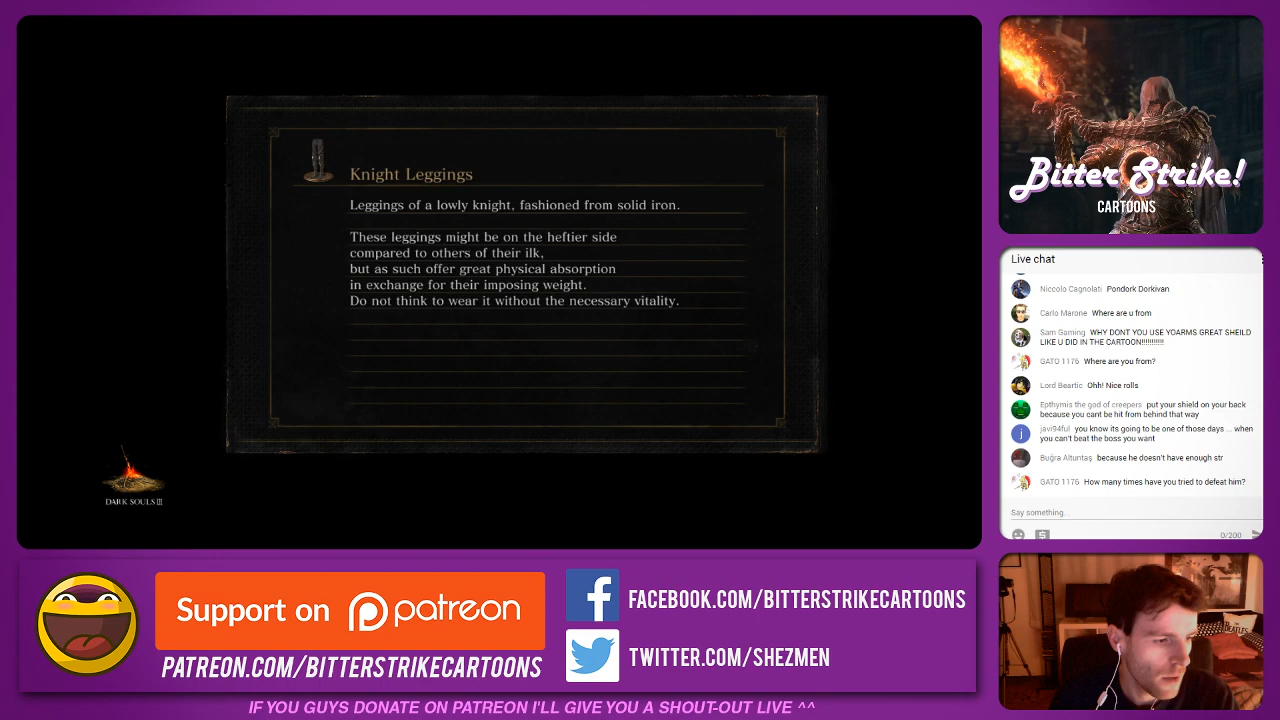 Knight Leggings
Leggings of a lowly knight, fashioned from solid iron.
These leggings might be on the heftier side
compared to others of their ilk,
but as such offer great physical absorption
in exchange for their imposing weight.
Do not think to wear it without the necessary vitality.
DARK SOULS III
Bitter Strike!
CARTOONS
Live chat
Niccolo Cagnolati Pondork Dorkivan
Carlo Marone Where are u from
Sam Gaming WHY DONT YOU USE YOARMS GREAT SHEILD
LIKE U DID IN THE CARTOON!!!!!!!!!!!
GATO 1176 Where are you from?
Lord Beartic Ohh! Nice rolls
Epthymis the god of creepers put your shield on your back
because you cant be hit from behind that way
j
javi94ful you know its going to be one of those days ... when
you can't beat the boss you want
Buğra Altuntaş because he doesn't have enough str
GATO 1176 How many times have you tried to defeat him?
Say something...
0/200
Support on patreon
PATREON.COM/BITTERSTRIKECARTOONS
FACEBOOK.COM/BITTERSTRIKECARTOONS
TWITTER.COM/SHEZMEN
THE BEATLES
IF YOU GUYS DONATE ON PATREON I'LL GIVE YOU A SHOUT-OUT LIVE ^^